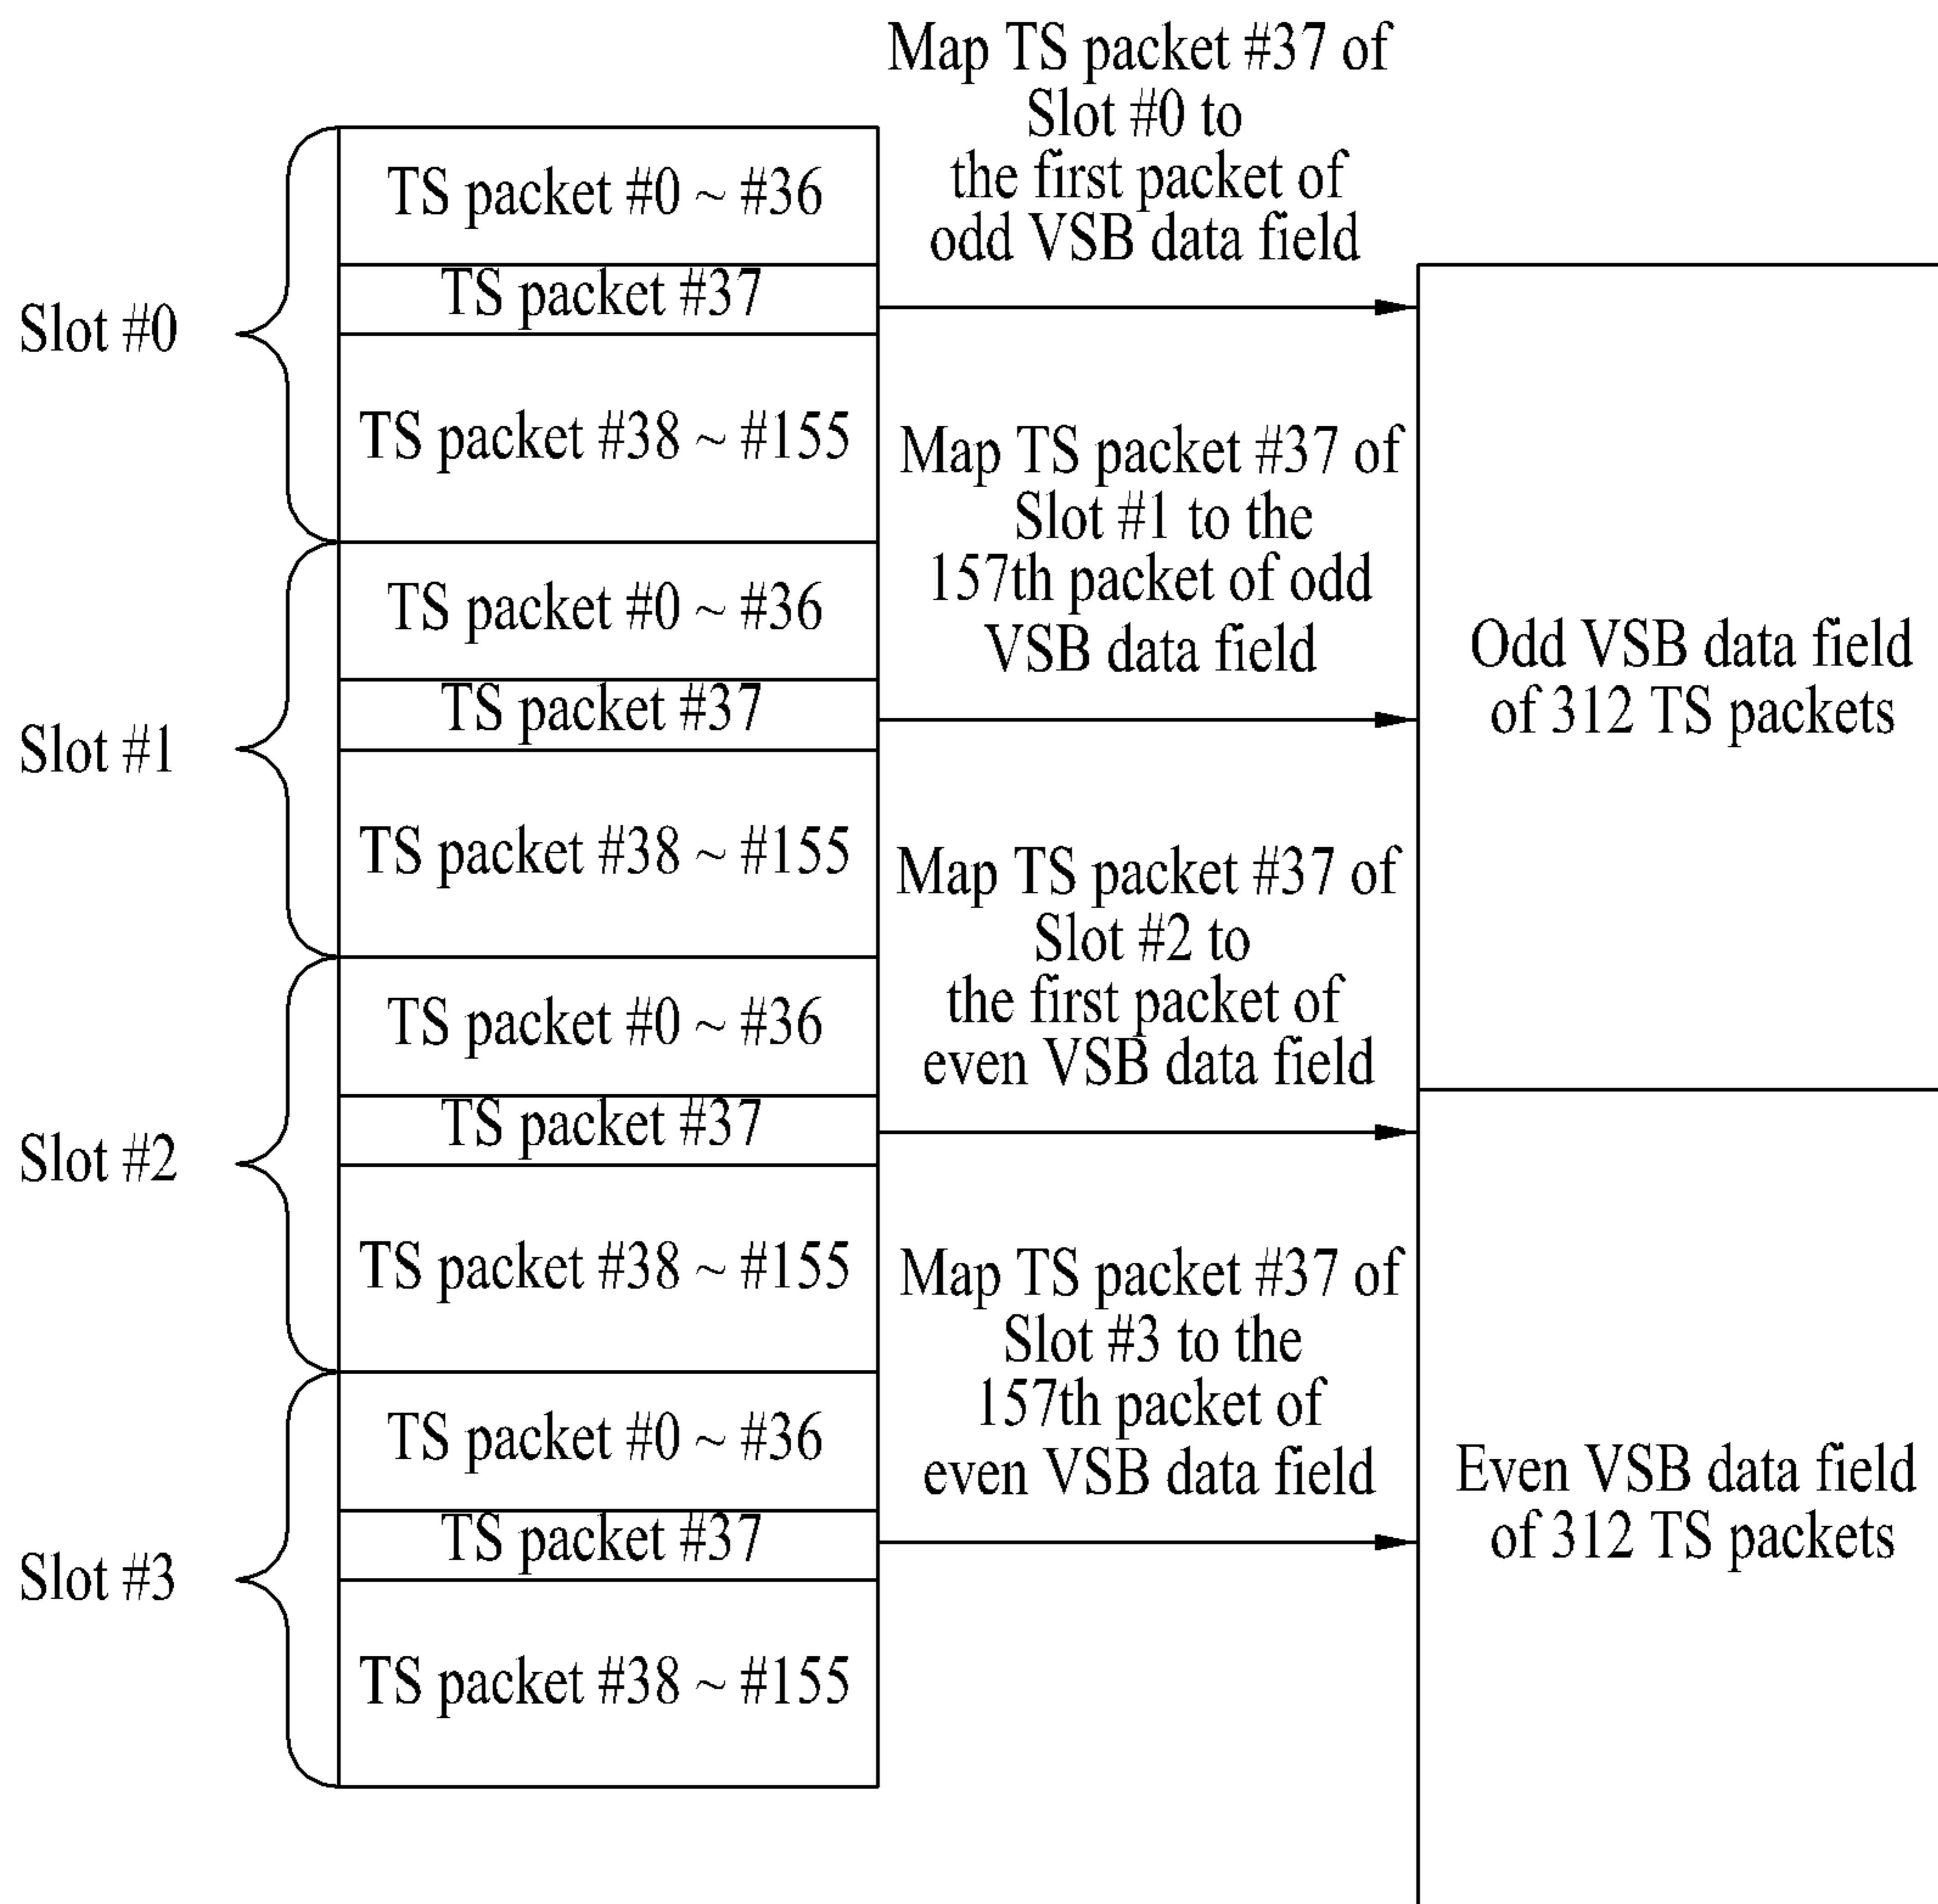 Map TS packet #37 of
Slot #0 to
the first packet of
odd VSB data field
Slot #0
TS packet #0 ~ #36
TS packet #37
TS packet #38 ~ #155
Map TS packet #37 of
Slot #1 to the
157th packet of odd
VSB data field
Slot #1
TS packet #0 ~ #36
TS packet #37
TS packet #38 ~ #155
Odd VSB data field
of 312 TS packets
Map TS packet #37 of
Slot #2 to
the first packet of
even VSB data field
Slot #2
TS packet #0 ~ #36
TS packet #37
TS packet #38 ~ #155
Map TS packet #37 of
Slot #3 to the
157th packet of
even VSB data field
Slot #3
TS packet #0 ~ #36
TS packet #37
TS packet #38 ~ #155
Even VSB data field
of 312 TS packets